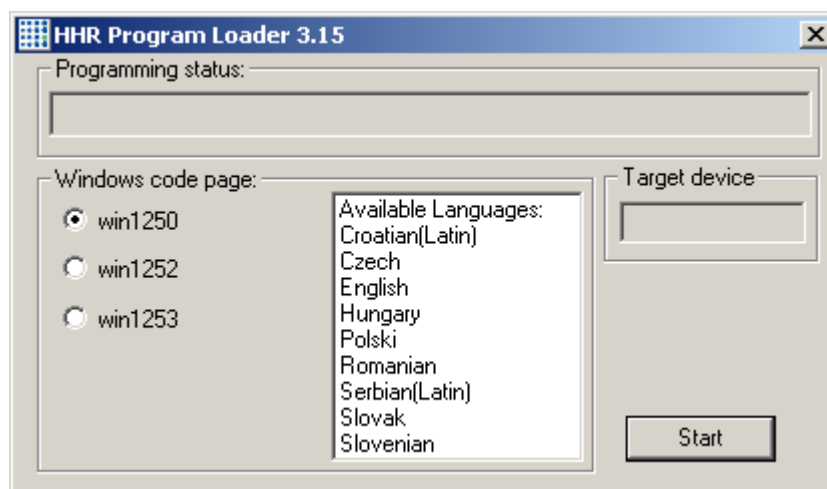 HHR Program Loader 3.15
Programming status:
Windows code page:
win1250
win1252
win1253
Available Languages:
Croatian(Latin)
Czech
English
Hungary
Polski
Romanian
Serbian(Latin)
Slovak
Slovenian
Target device
Start